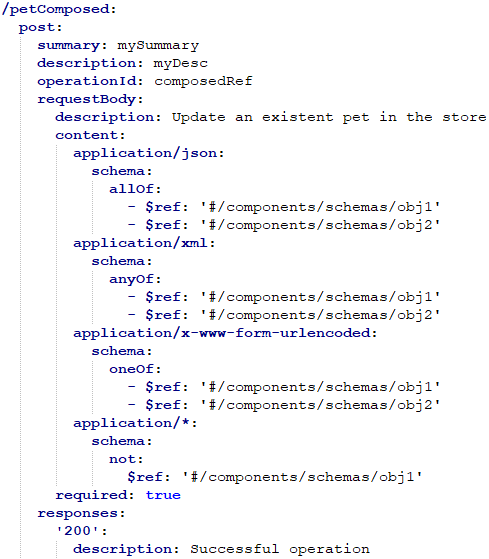 /petComposed:
  post:
    summary: mySummary
    description: myDesc
    operationId: composedRef
    requestBody:
      description: Update an existent pet in the store
      content:
        application/json:
          schema:
            allOf:
              - $ref: '#/components/schemas/obj1'
              - $ref: '#/components/schemas/obj2'
        application/xml:
          schema:
            anyOf:
              - $ref: '#/components/schemas/obj1'
              - $ref: '#/components/schemas/obj2'
        application/x-www-form-urlencoded:
          schema:
            oneOf:
              - $ref: '#/components/schemas/obj1'
              - $ref: '#/components/schemas/obj2'
        application/*:
          schema:
            not:
              $ref: '#/components/schemas/obj1'
      required: true
    responses:
      '200':
        description: Successful operation